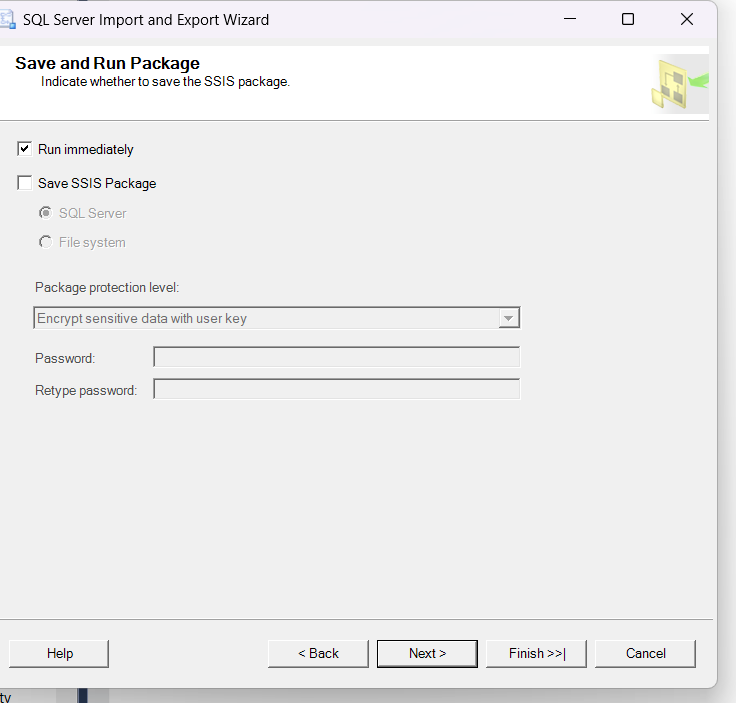 SQL Server Import and Export Wizard
Save and Run Package
Indicate whether to save the SSIS package.
Run immediately
Save SSIS Package
SQL Server
File system
Package protection level:
Encrypt sensitive data with user key
Password:
Retype password:
Help
< Back
Next >
Finish >>|
Cancel
ty